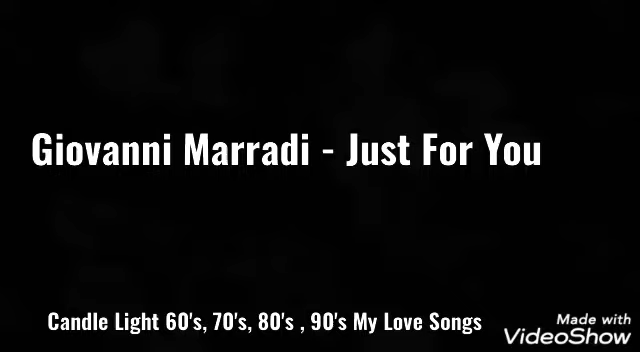 Giovanni Marradi - Just For You
Candle Light 60's, 70's, 80's , 90's My Love Songs
Made with
VideoShow